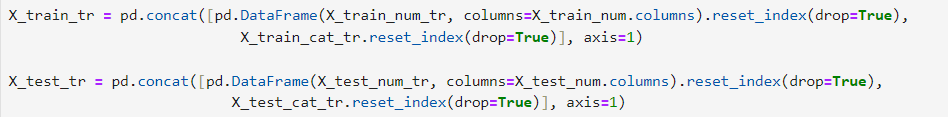 X_train_tr = pd.concat([pd.DataFrame(X_train_num_tr, columns=X_train_num.columns).reset_index(drop=True),
X_train_cat_tr.reset_index(drop=True)], axis=1)
X_test_tr = pd.concat([pd.DataFrame(X_test_num_tr, columns=X_test_num.columns).reset_index(drop=True),
X_test_cat_tr.reset_index(drop=True)], axis=1)